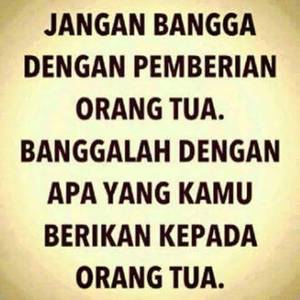 JANGAN BANGGA
DENGAN PEMBERIAN
ORANG TUA.
BANGGALAH DENGAN
APA YANG KAMU
BERIKAN KEPADA
ORANG TUA.